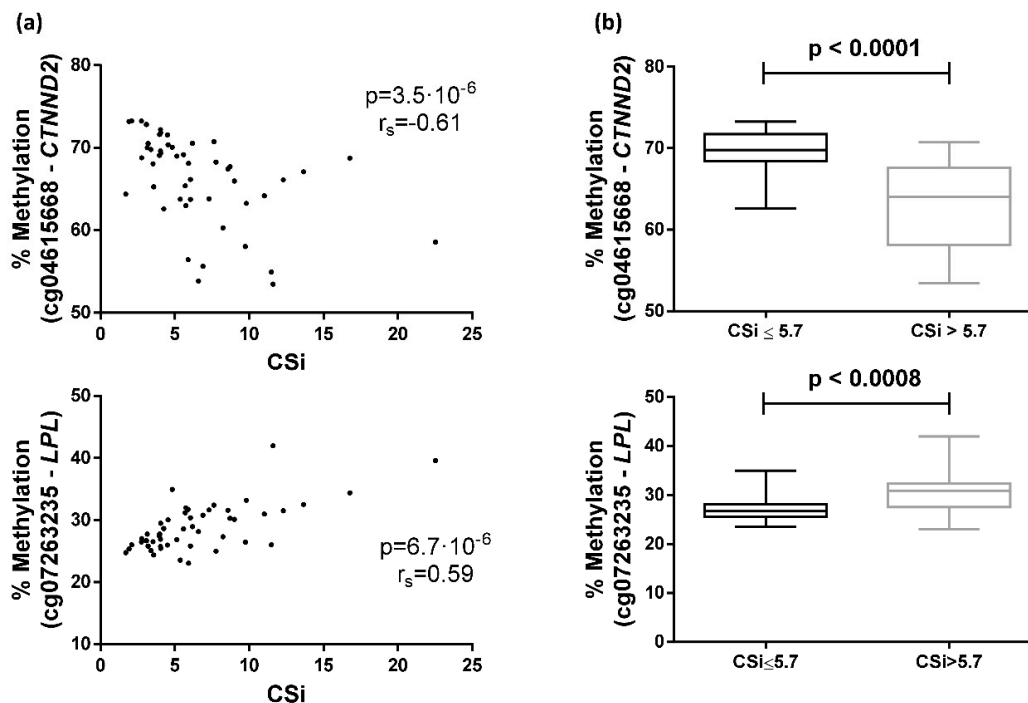 (a)
% Methylation
(cg04615668 - CTNND2)
80
70
60
50
p=3.5·10⁻⁶
rₛ=-0.61
0 5 10 15 20 25
CSi
(b)
p < 0.0001
% Methylation
(cg04615668 - CTNND2)
80
70
60
50
CSi ≤ 5.7 CSi > 5.7
% Methylation
(cg07263235 - LPL)
50
40
30
20
10
p=6.7·10⁻⁶
rₛ=0.59
0 5 10 15 20 25
CSi
p < 0.0008
% Methylation
(cg07263235 - LPL)
50
40
30
20
10
0
CSi≤5.7 CSi>5.7